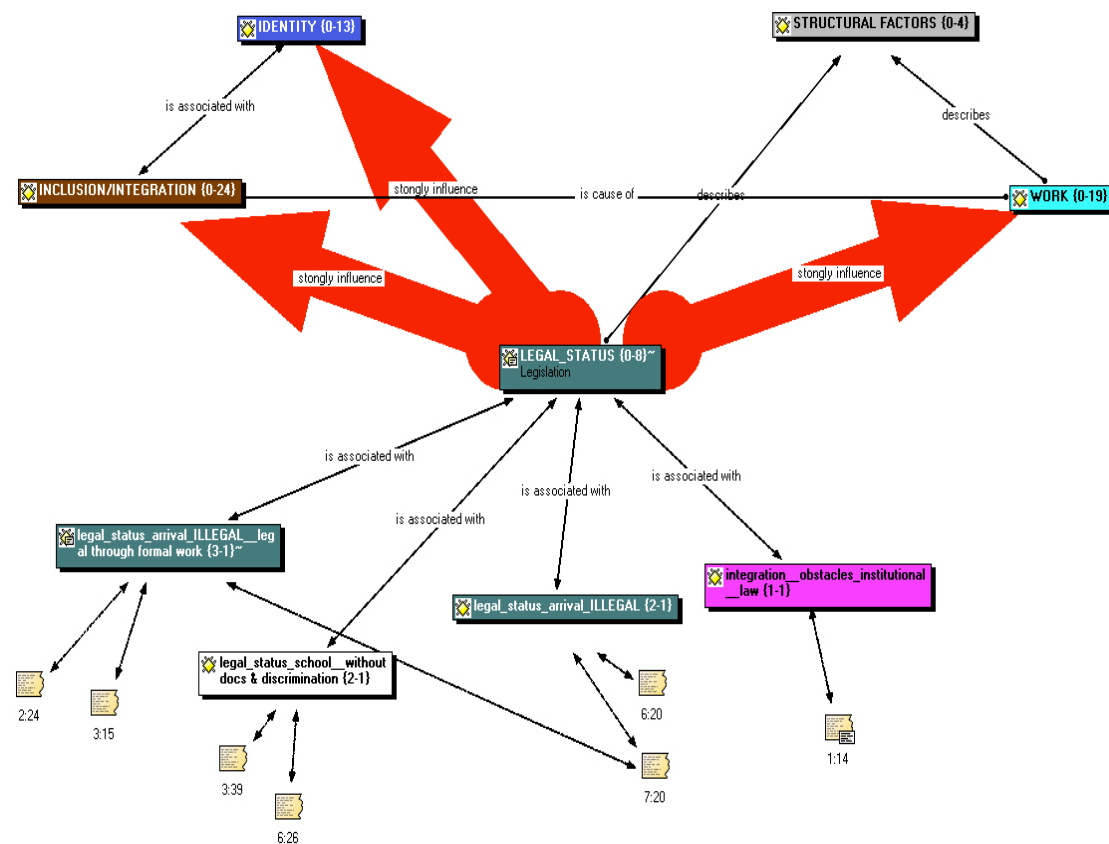 IDENTITY {0-13}
STRUCTURAL FACTORS {0-4}
is associated with
describes
INCLUSION/INTEGRATION {0-24}
stongly influence
is cause of
describes
WORK {0-19}
stongly influence
stongly influence
LEGAL_STATUS {0-8}~
Legislation
is associated with
is associated with
is associated with
is associated with
legal_status_arrival_ILLEGAL__leg
al through formal work {3-1}~
integration__obstacles_institutional
__law {1-1}
legal_status_arrival_ILLEGAL {2-1}
legal_status_school__without
docs & discrimination {2-1}
2:24
3:15
6:20
1:14
3:39
7:20
6:26